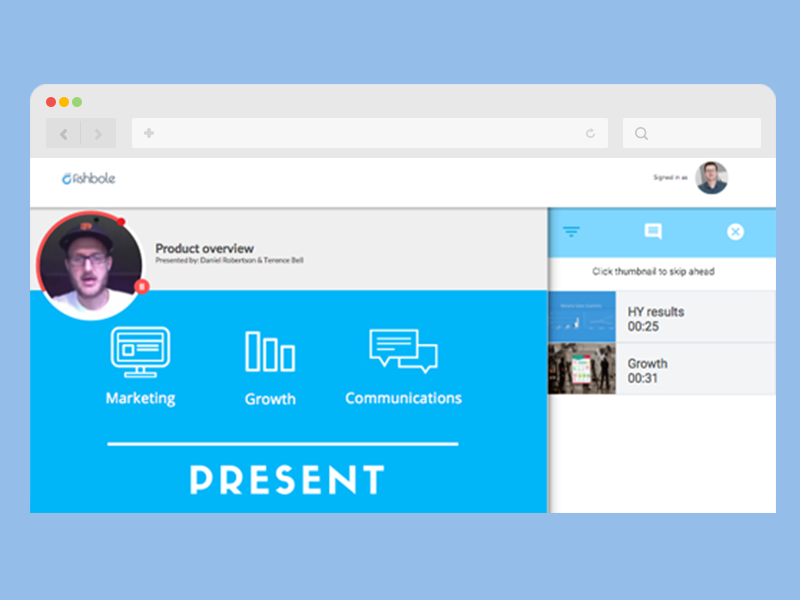 fishbole
Signed in as
Product overview
Presented by: Daniel Robertson & Terence Bell
Click thumbnail to skip ahead
HY results
00:25
Growth
00:31
Marketing
Growth
Communications
PRESENT